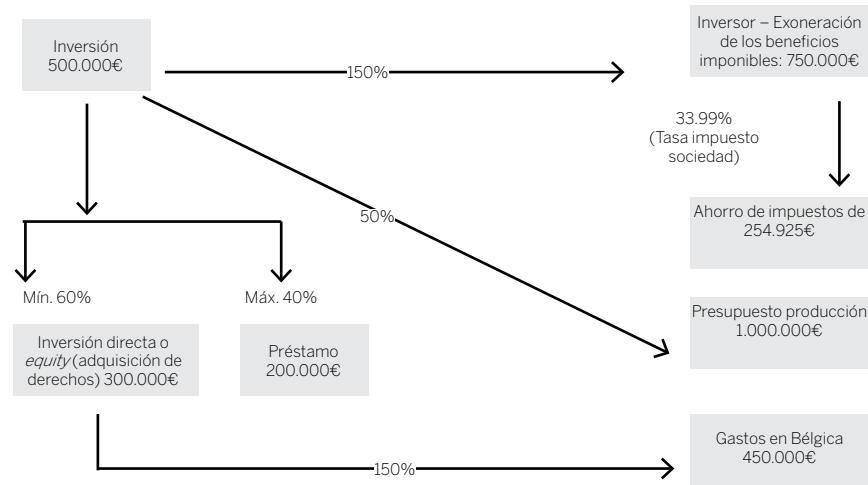 Inversión
500.000€
150%
Inversor – Exoneración
de los beneficios
imponibles: 750.000€
33.99%
(Tasa impuesto
sociedad)
50%
Ahorro de impuestos de
254.925€
Mín. 60%
Máx. 40%
Presupuesto producción
1.000.000€
Inversión directa o
equity (adquisición de
derechos) 300.000€
Préstamo
200.000€
150%
Gastos en Bélgica
450.000€